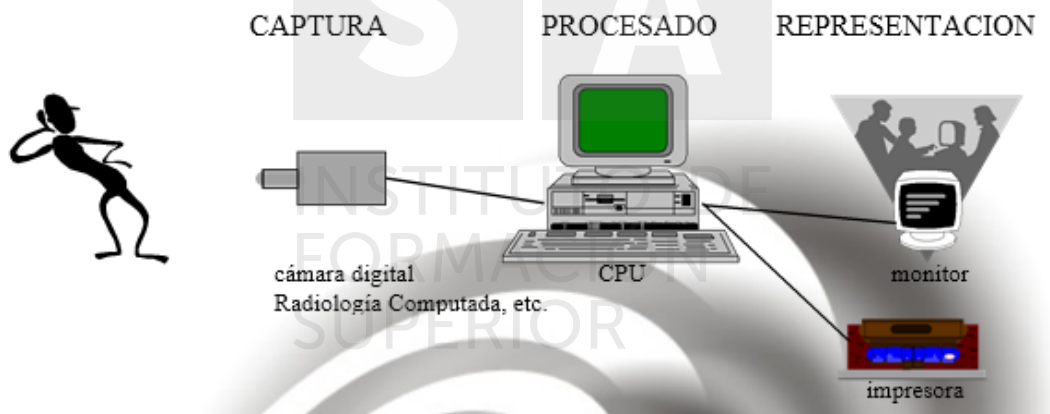 CAPTURA PROCESADO REPRESENTACION
S A
INSTITUTO DE
FORMACIÓN
SUPERIOR
cámara digital
Radiología Computada, etc.
CPU
monitor
impresora